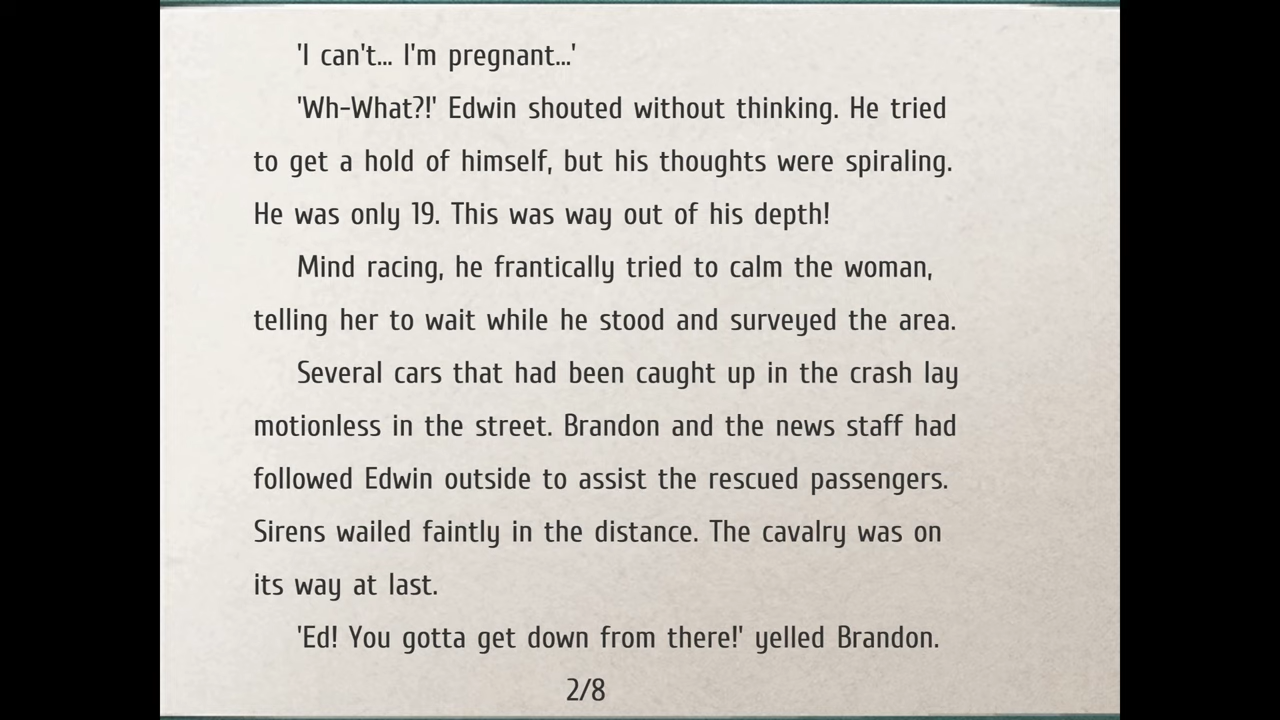 'I can't... I'm pregnant...'
'Wh-What?!' Edwin shouted without thinking. He tried
to get a hold of himself, but his thoughts were spiraling.
He was only 19. This was way out of his depth!
Mind racing, he frantically tried to calm the woman,
telling her to wait while he stood and surveyed the area.
Several cars that had been caught up in the crash lay
motionless in the street. Brandon and the news staff had
followed Edwin outside to assist the rescued passengers.
Sirens wailed faintly in the distance. The cavalry was on
its way at last.
'Ed! You gotta get down from there!' yelled Brandon.
2/8